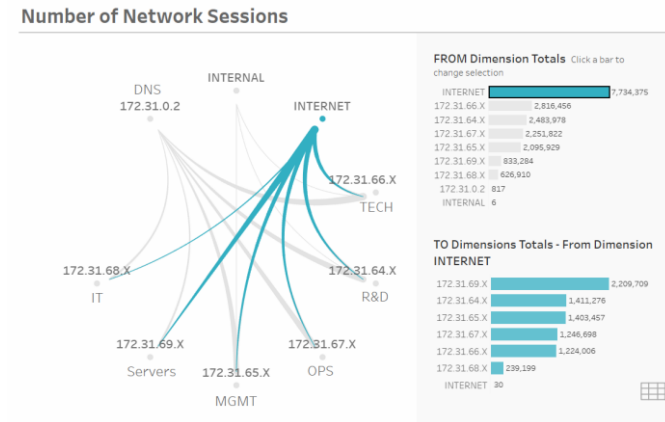 Number of Network Sessions
DNS
172.31.0.2
INTERNAL
INTERNET
172.31.66.X
TECH
172.31.68.X
IT
172.31.64.X
R&D
172.31.69.X
Servers
172.31.65.X
MGMT
172.31.67.X
OPS
FROM Dimension Totals Click a bar to
change selection
INTERNET 7,734,375
172.31.66.X 2,816,456
172.31.64.X 2,483,978
172.31.67.X 2,251,822
172.31.65.X 2,095,929
172.31.69.X 833,284
172.31.68.X 626,910
172.31.0.2 817
INTERNAL 6
TO Dimensions Totals - From Dimension
INTERNET
172.31.69.X 2,209,709
172.31.64.X 1,411,276
172.31.65.X 1,403,457
172.31.67.X 1,246,698
172.31.66.X 1,224,006
172.31.68.X 239,199
INTERNET 30